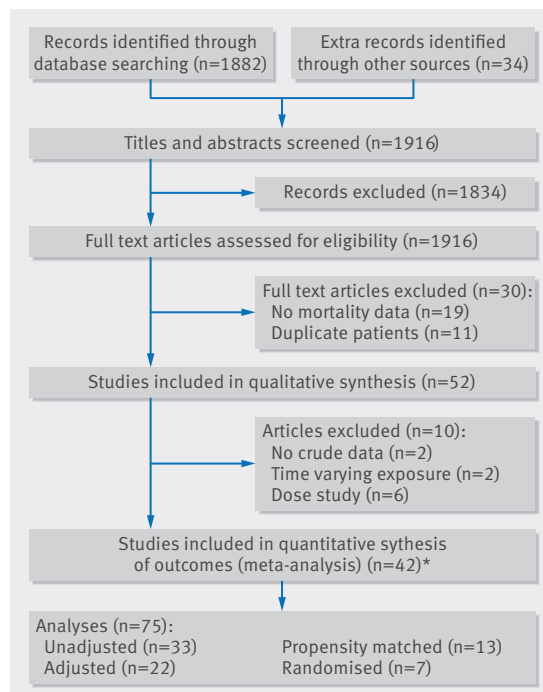 Records identified through
database searching (n=1882)
Extra records identified
through other sources (n=34)
Titles and abstracts screened (n=1916)
Records excluded (n=1834)
Full text articles assessed for eligibility (n=1916)
Full text articles excluded (n=30):
No mortality data (n=19)
Duplicate patients (n=11)
Studies included in qualitative synthesis (n=52)
Articles excluded (n=10):
No crude data (n=2)
Time varying exposure (n=2)
Dose study (n=6)
Studies included in quantitative sythesis
of outcomes (meta-analysis) (n=42)*
Analyses (n=75):
Unadjusted (n=33)
Adjusted (n=22)
Propensity matched (n=13)
Randomised (n=7)